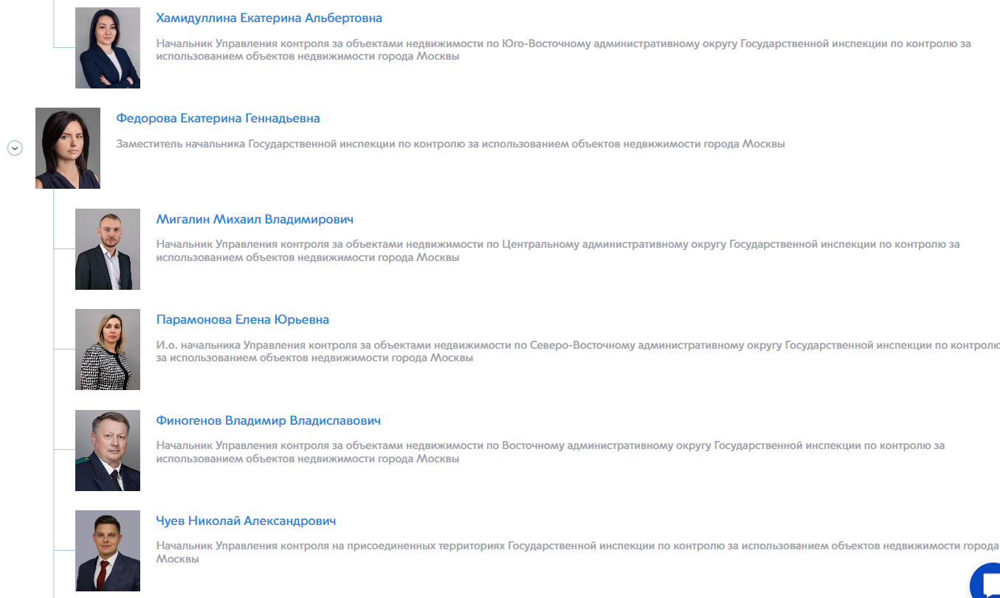 Хамидуллина Екатерина Альбертовна
Начальник Управления контроля за объектами недвижимости по Юго-Восточному административному округу Государственной инспекции по контролю за
использованием объектов недвижимости города Москвы
Федорова Екатерина Геннадьевна
Заместитель начальника Государственной инспекции по контролю за использованием объектов недвижимости города Москвы
Мигалин Михаил Владимирович
Начальник Управления контроля за объектами недвижимости по Центральному административному округу Государственной инспекции по контролю за
использованием объектов недвижимости города Москвы
Парамонова Елена Юрьевна
И.о. начальника Управления контроля за объектами недвижимости по Северо-Восточному административному округу Государственной инспекции по контролю
за использованием объектов недвижимости города Москвы
Финогенов Владимир Владиславович
Начальник Управления контроля за объектами недвижимости по Восточному административному округу Государственной инспекции по контролю за
использованием объектов недвижимости города Москвы
Чуев Николай Александрович
Начальник Управления контроля на присоединенных территориях Государственной инспекции по контролю за использованием объектов недвижимости города
Москвы